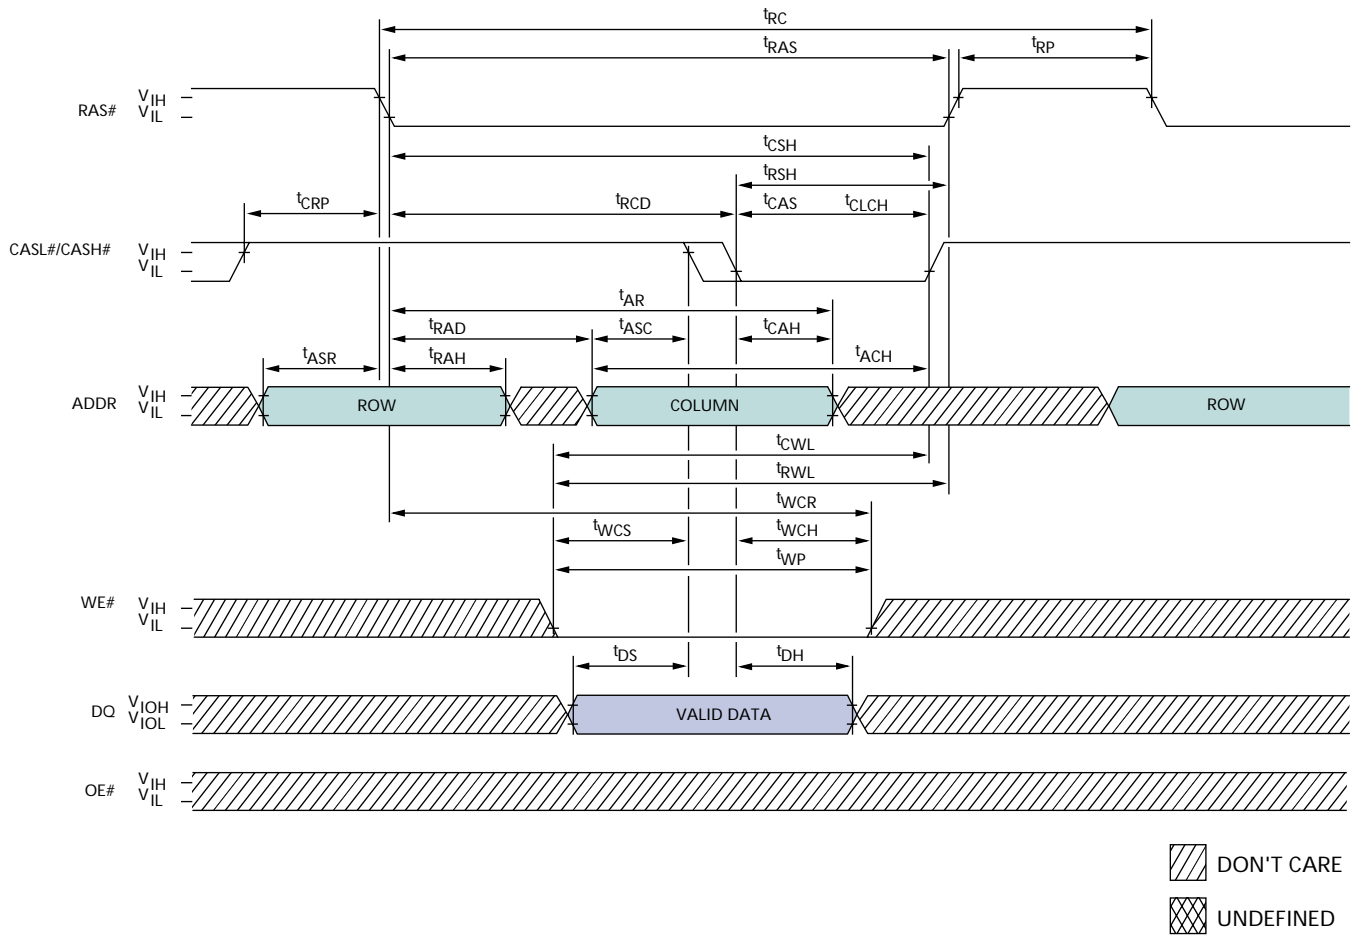 tRC
tRAS
tRP
RAS# VIH
VIL
tCSH
tRSH
tCRP
tRCD
tCAS
tCLCH
CASL#/CASH# VIH
VIL
tAR
tRAD
tASC
tCAH
tASR
tRAH
tACH
ADDR VIH
VIL
ROW
COLUMN
ROW
tCWL
tRWL
tWCR
tWCS
tWCH
tWP
WE# VIH
VIL
tDS
tDH
DQ VIOH
VIOL
VALID DATA
OE# VIH
VIL
DON'T CARE
UNDEFINED